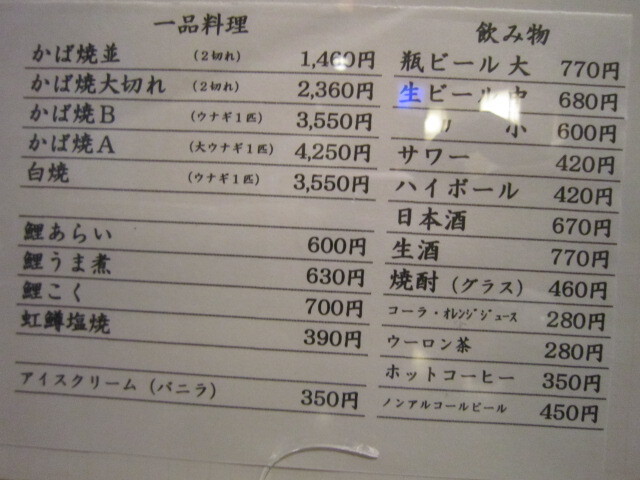 一品料理
かば焼並 (2切れ) 1,460円
かば焼大切れ (2切れ) 2,360円
かば焼B (ウナギ1匹) 3,550円
かば焼A (大ウナギ1匹) 4,250円
白焼 (ウナギ1匹) 3,550円
鯉あらい 600円
鯉うま煮 630円
鯉こく 700円
虹鱒塩焼 390円
アイスクリーム (バニラ) 350円
飲み物
瓶ビール 大 770円
生ビール 中 680円
〃 小 600円
サワー 420円
ハイボール 420円
日本酒 670円
生酒 770円
焼酎 (グラス) 460円
コーラ・オレンジジュース 280円
ウーロン茶 280円
ホットコーヒー 350円
ノンアルコールビール 450円